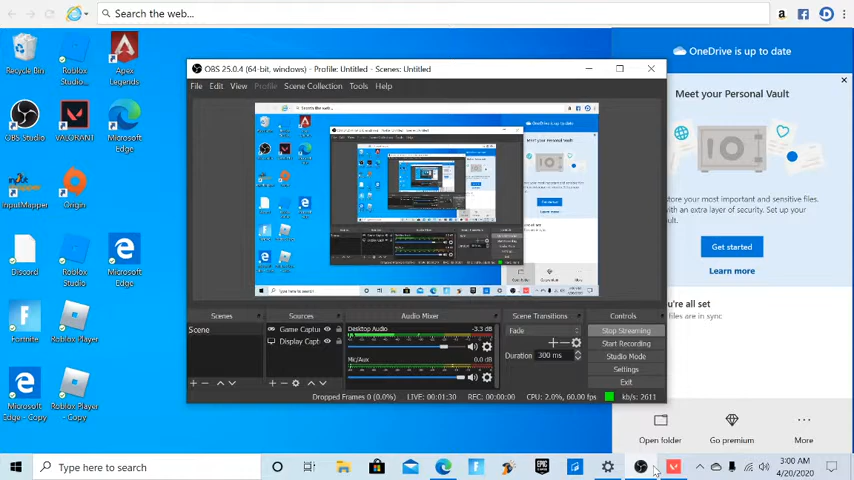 Search the web...
OneDrive is up to date
Recycle Bin
Roblox Studio...
Apex Legends
OBS 25.0.4 (64-bit, windows) - Profile: Untitled - Scenes: Untitled
File Edit View Profile Scene Collection Tools Help
Meet your Personal Vault
store your most important and sensitive files.
with an extra layer of security. Set up your
ault.
Get started
Learn more
OBS Studio
VALORANT
Microsoft Edge
InputMapper
Origin
Discord
Roblox Studio
Microsoft Edge
u're all set
files are in sync
Fortnite
Roblox Player
Microsoft Edge - Copy
Roblox Player - Copy
Scenes
Sources
Audio Mixer
Scene Transitions
Controls
Scene
Game Captur
Display Capt
Desktop Audio
-3.3 dB
Mic/Aux
0.0 dB
Fade
Duration 300 ms
Stop Streaming
Start Recording
Studio Mode
Settings
Exit
Dropped Frames 0 (0.0%) LIVE: 00:01:30 REC: 00:00:00 CPU: 2.0%, 60.00 fps kb/s: 2611
Open folder
Go premium
More
Type here to search
EPIC
3:00 AM
4/20/2020